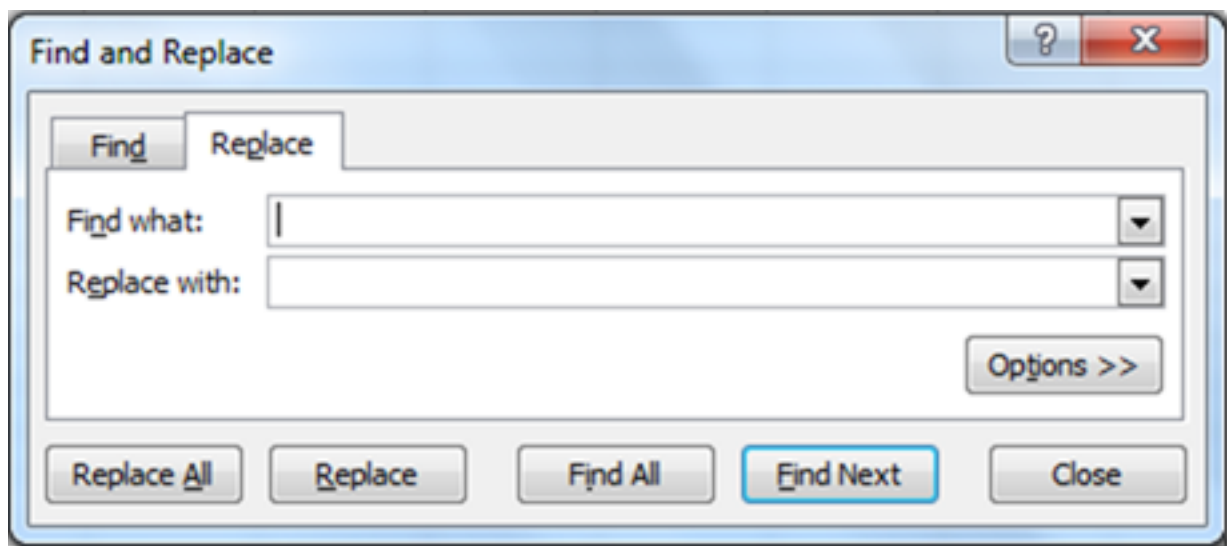 Find and Replace
Find Replace
Find what:
Replace with:
Options >>
Replace All Replace Find All Find Next Close